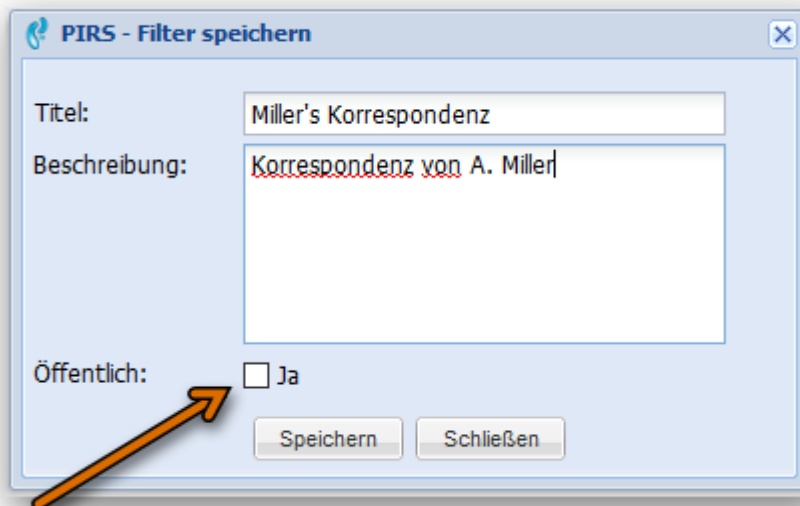 PIRS - Filter speichern
Titel: Miller's Korrespondenz
Beschreibung: Korrespondenz von A. Miller
Öffentlich: Ja
Speichern Schließen